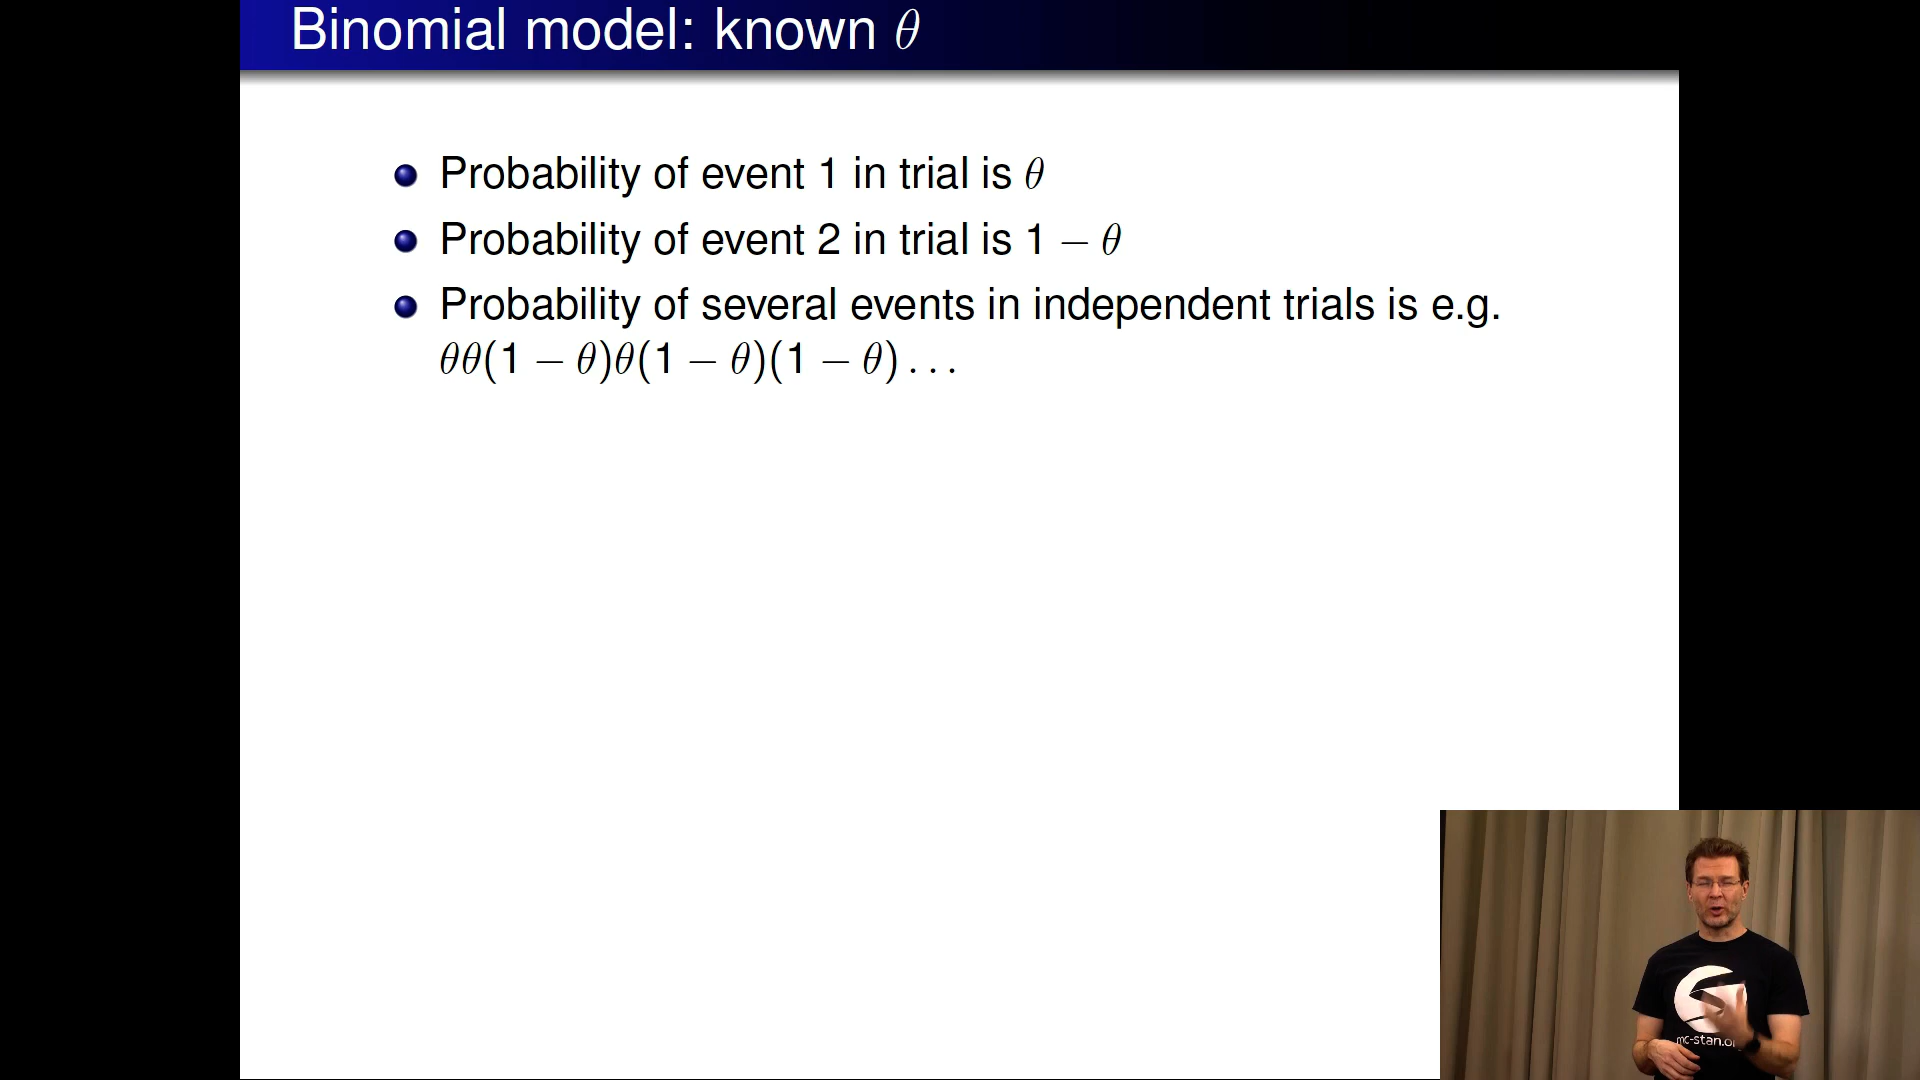 Binomial model: known θ
Probability of event 1 in trial is θ
Probability of event 2 in trial is 1 − θ
Probability of several events in independent trials is e.g.
θθ(1 − θ)θ(1 − θ)(1 − θ) . . .